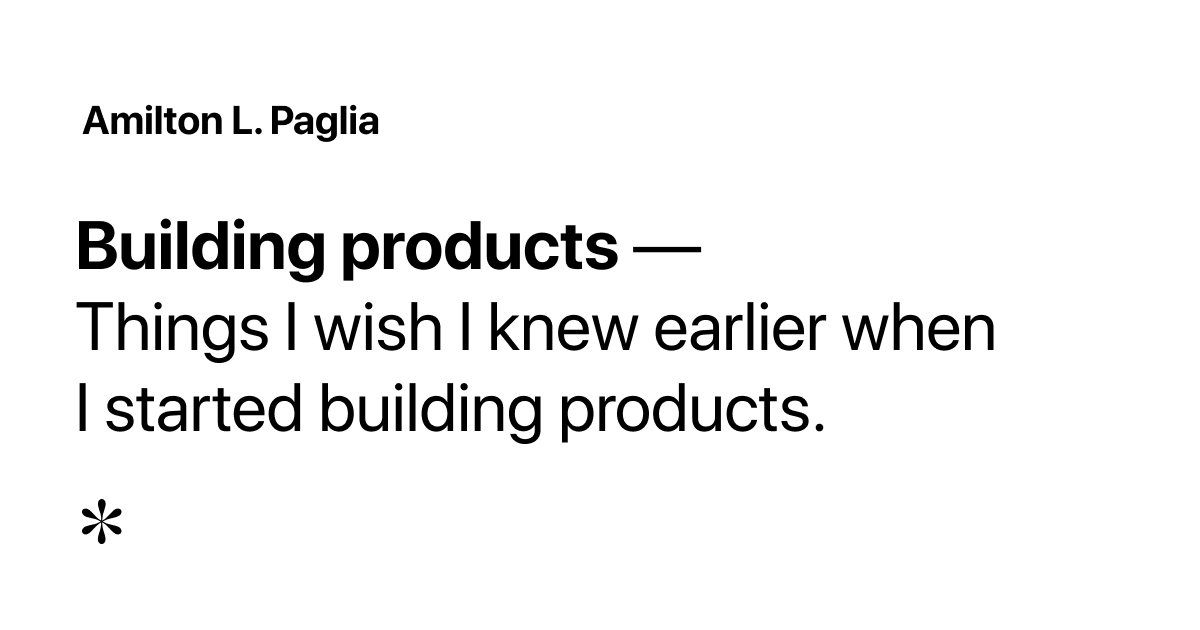 Amilton L. Paglia
Building products —
Things I wish I knew earlier when
I started building products.
*